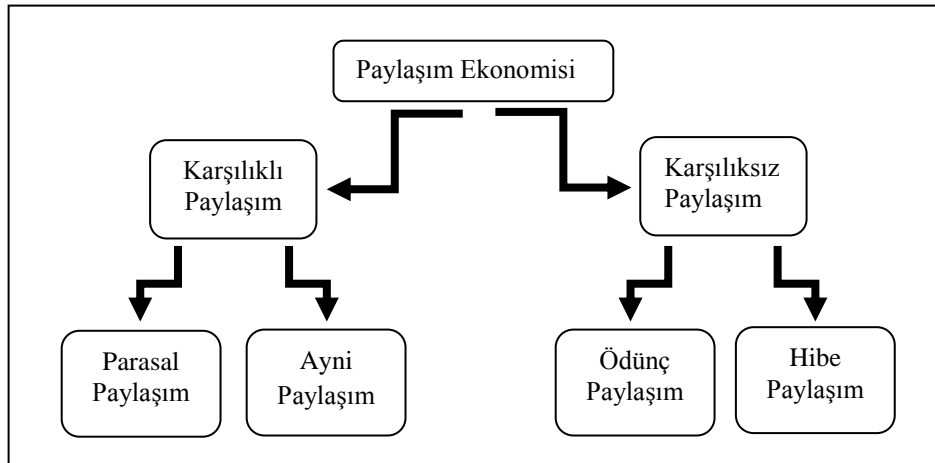 Paylaşım Ekonomisi
Karşılıklı
Paylaşım
Karşılıksız
Paylaşım
Parasal
Paylaşım
Ayni
Paylaşım
Ödünç
Paylaşım
Hibe
Paylaşım